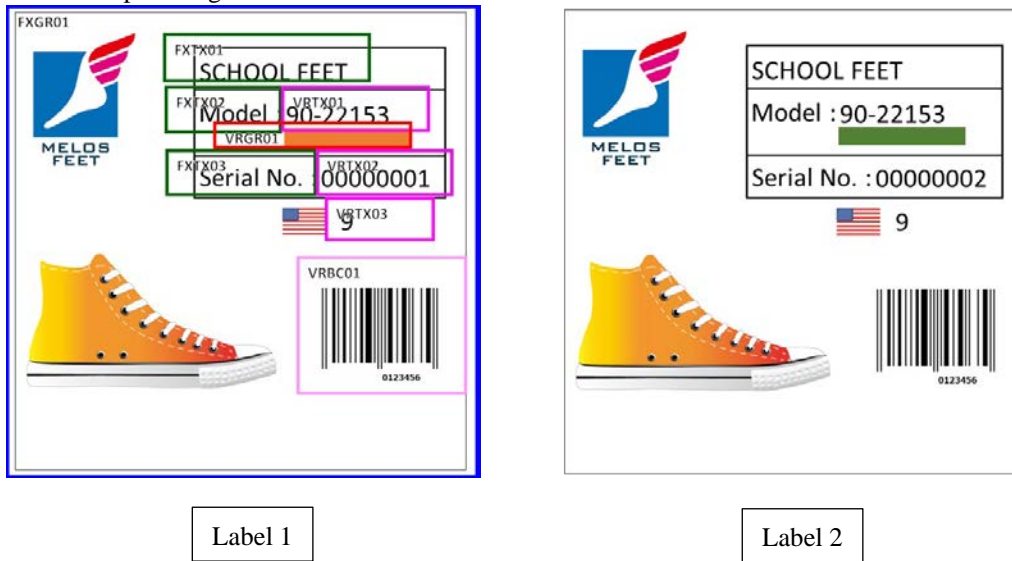 FXGR01
MELOS
FEET
FXTX01
SCHOOL FEET
FXTX02
Model :
VRTX01
90-22153
VRGR01
FXTX03
Serial No. :
VRTX02
00000001
VRTX03
9
VRBC01
0123456
Label 1
MELOS
FEET
SCHOOL FEET
Model : 90-22153
Serial No. : 00000002
9
0123456
Label 2